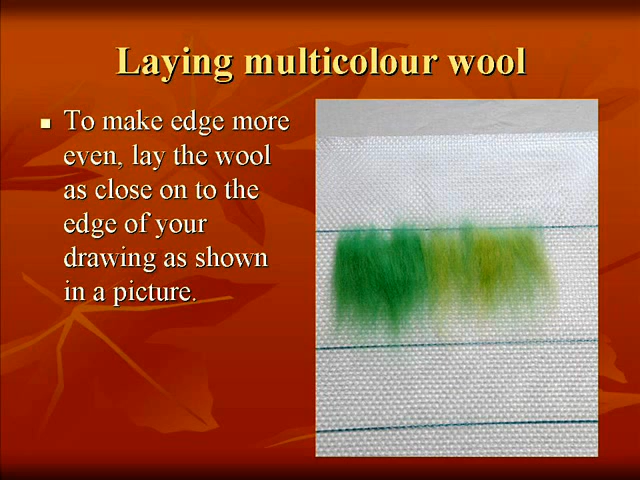 Laying multicolour wool
To make edge more
even, lay the wool
as close on to the
edge of your
drawing as shown
in a picture.